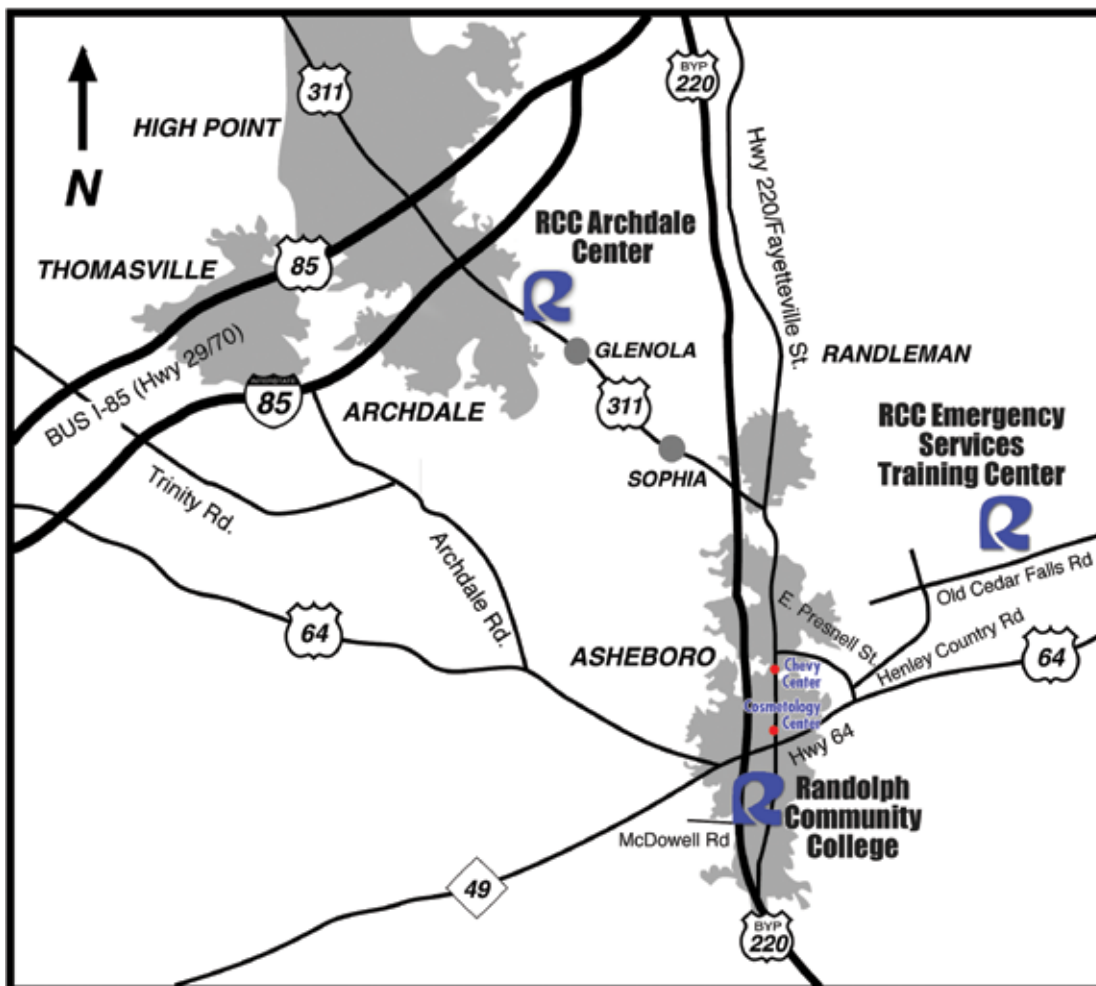 BYP
220
311
HIGH POINT
N
Hwy 220/Fayetteville St.
RCC Archdale
Center
R
THOMASVILLE
85
GLENOLA
RANDLEMAN
BUS I-85 (Hwy 29/70)
INTERSTATE
85
ARCHDALE
311
RCC Emergency
Services
Training Center
R
SOPHIA
Trinity Rd.
Archdale Rd.
Old Cedar Falls Rd
64
E. Presnell St.
Henley Country Rd
64
ASHEBORO
Chevy
Center
Cosmetology
Center
Hwy 64
R
Randolph
Community
College
McDowell Rd
49
BYP
220